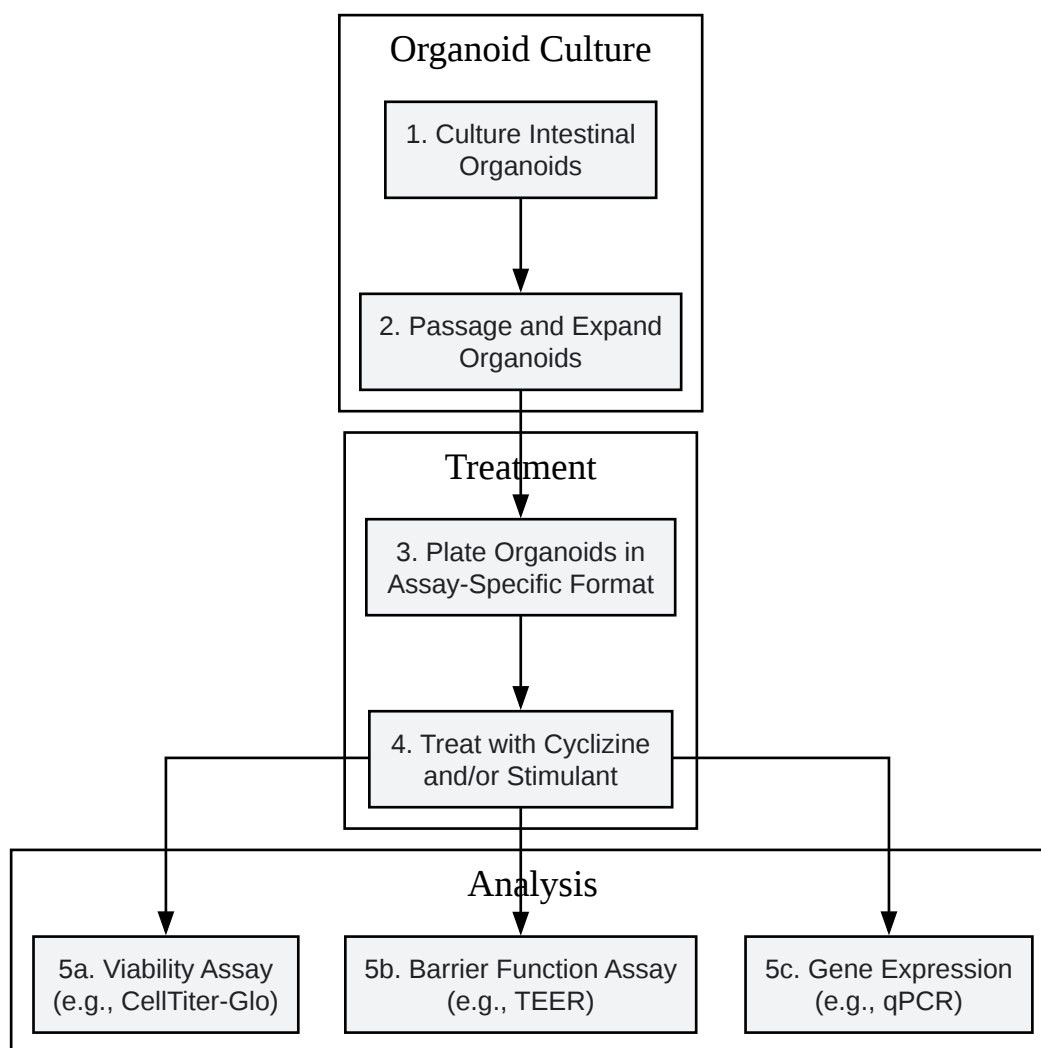 Organoid Culture
1. Culture Intestinal
Organoids
2. Passage and Expand
Organoids
Treatment
3. Plate Organoids in
Assay-Specific Format
4. Treat with Cyclizine
and/or Stimulant
Analysis
5a. Viability Assay
(e.g., CellTiter-Glo)
5b. Barrier Function Assay
(e.g., TEER)
5c. Gene Expression
(e.g., qPCR)